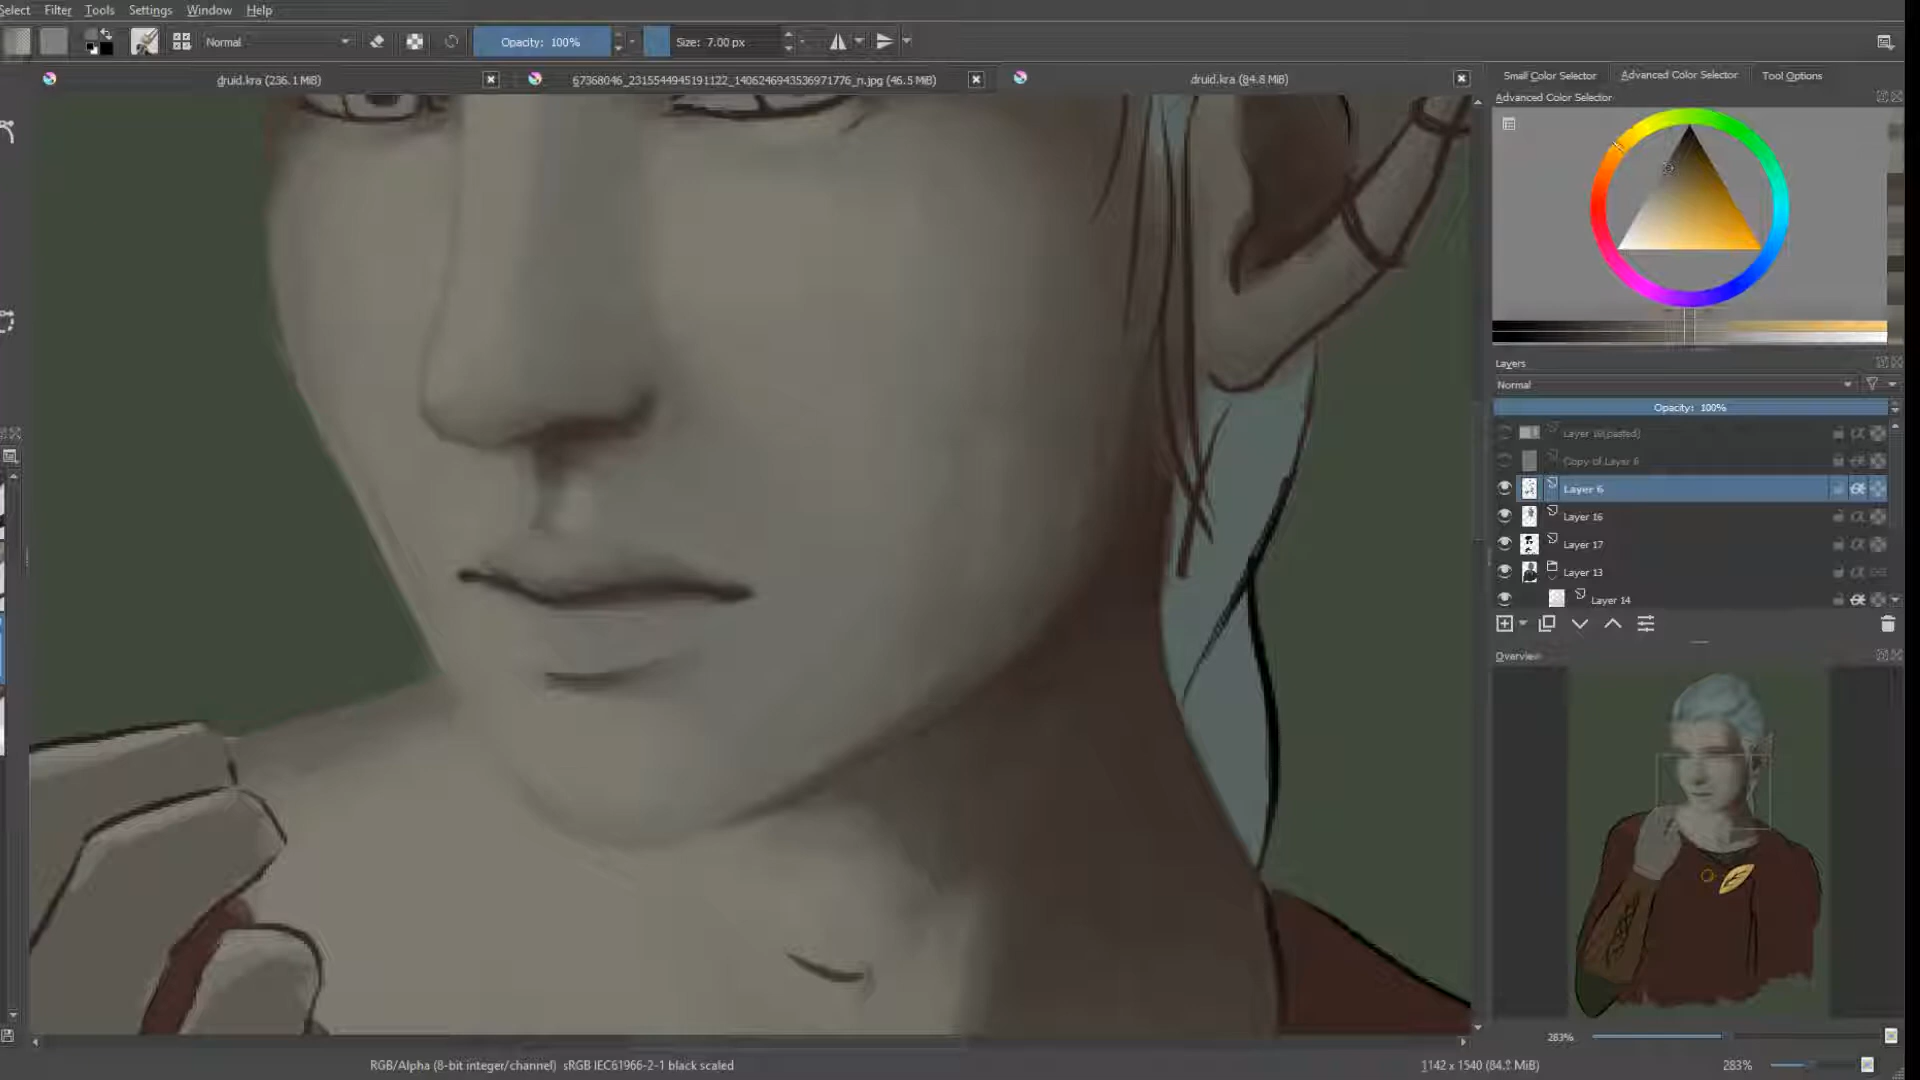 Select Filter Tools Settings Window Help
Normal Opacity: 100% Size: 7.00 px
druid.kra (236.1 MiB) 67368046_2315544945191122_1406246943536971776_n.jpg (46.5 MiB) druid.kra (84.8 MiB)
Small Color Selector Advanced Color Selector Tool Options
Advanced Color Selector
Layers
Normal
Opacity: 100%
Layer 18(pasted)
Copy of Layer 6
Layer 6
Layer 16
Layer 17
Layer 13
Layer 14
Overview
283%
RGB/Alpha (8-bit integer/channel) sRGB IEC61966-2-1 black scaled 1142 x 1540 (84.8 MiB) 283%